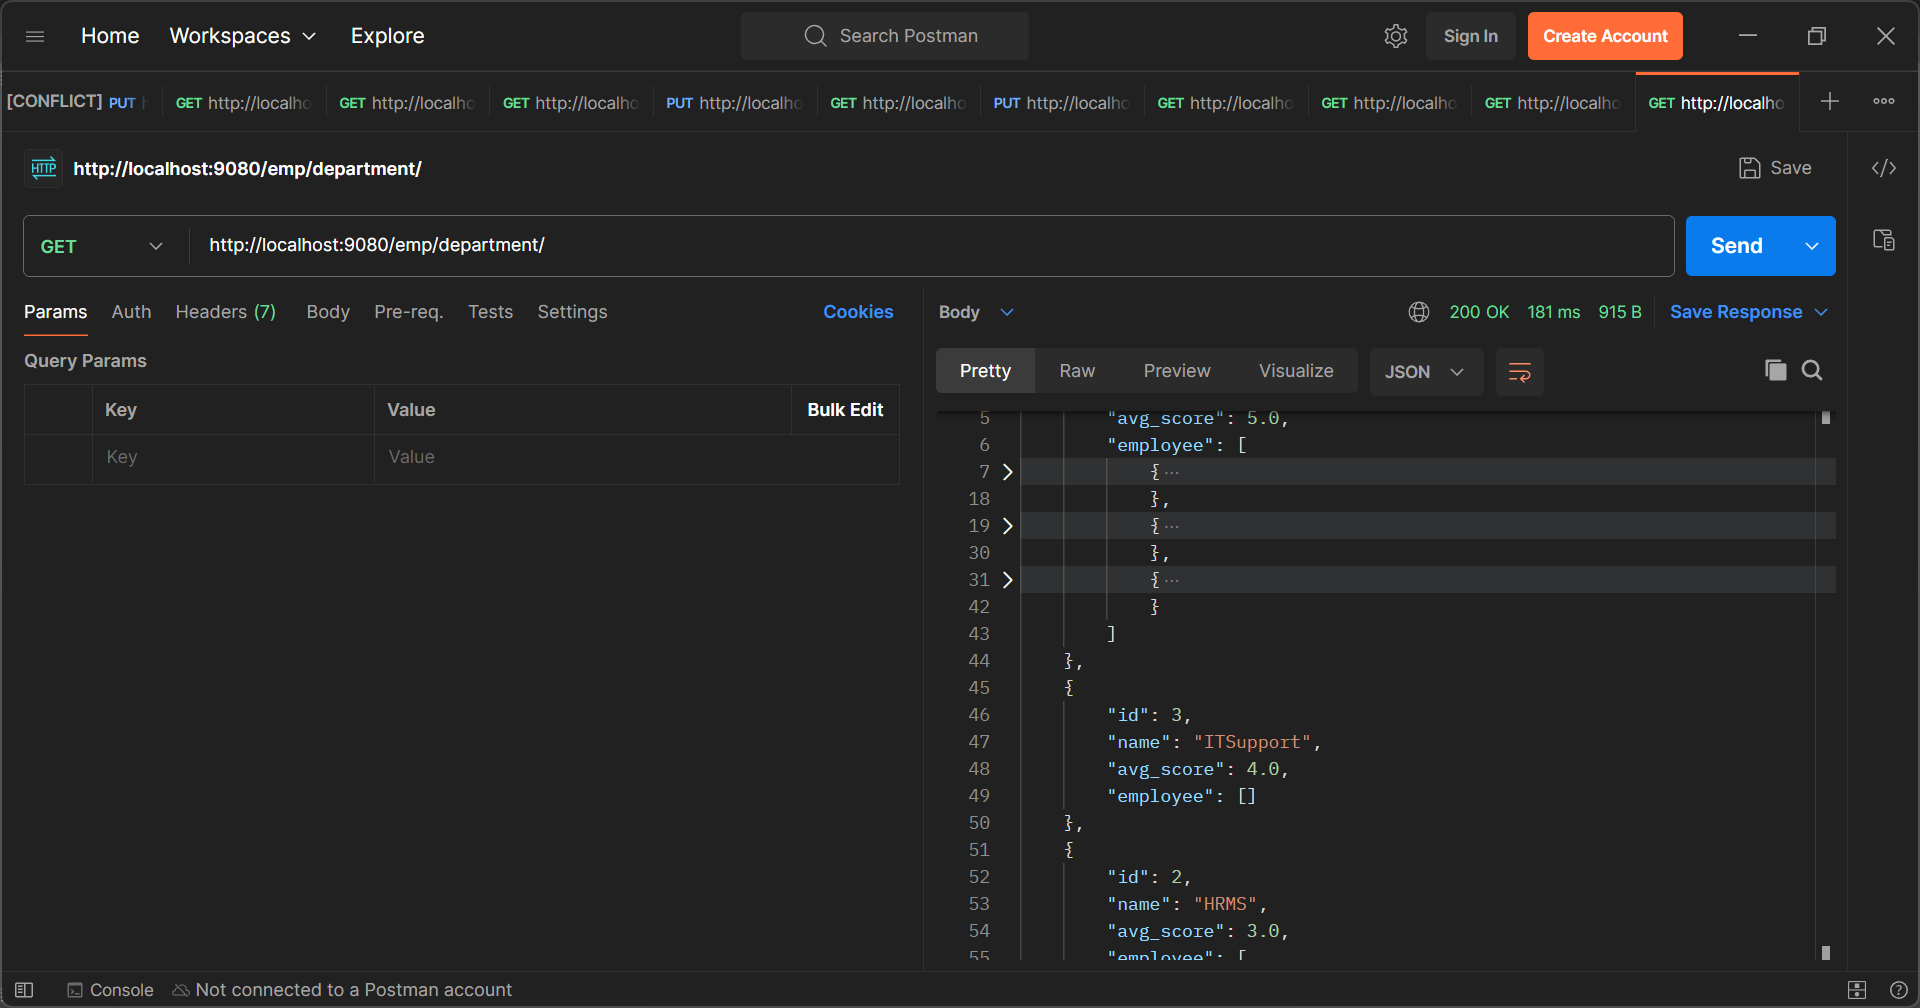 Home Workspaces Explore Search Postman Sign In Create Account
[CONFLICT] PUT h GET http://localho GET http://localho GET http://localho PUT http://localho GET http://localho PUT http://localho GET http://localho GET http://localho GET http://localho GET http://localho
HTTP http://localhost:9080/emp/department/ Save
GET http://localhost:9080/emp/department/ Send
Params Auth Headers (7) Body Pre-req. Tests Settings Cookies
Query Params
Key Value Bulk Edit
Key Value
Body 200 OK 181 ms 915 B Save Response
Pretty Raw Preview Visualize JSON
5 "avg_score": 5.0,
6 "employee": [
7 { ...
18 },
19 { ...
30 },
31 { ...
42 }
43 ]
44 },
45 {
46 "id": 3,
47 "name": "ITSupport",
48 "avg_score": 4.0,
49 "employee": []
50 },
51 {
52 "id": 2,
53 "name": "HRMS",
54 "avg_score": 3.0,
55 "employee": [
Console Not connected to a Postman account